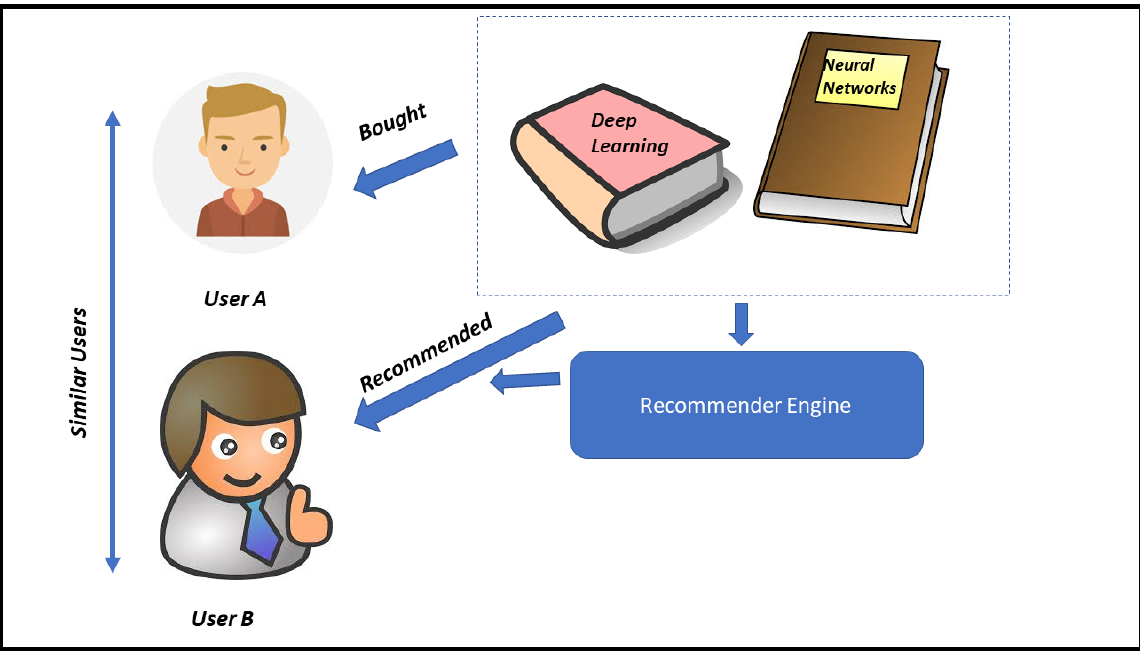 Neural
Networks
Deep
Learning
Bought
User A
Similar Users
Recommended
Recommender Engine
User B